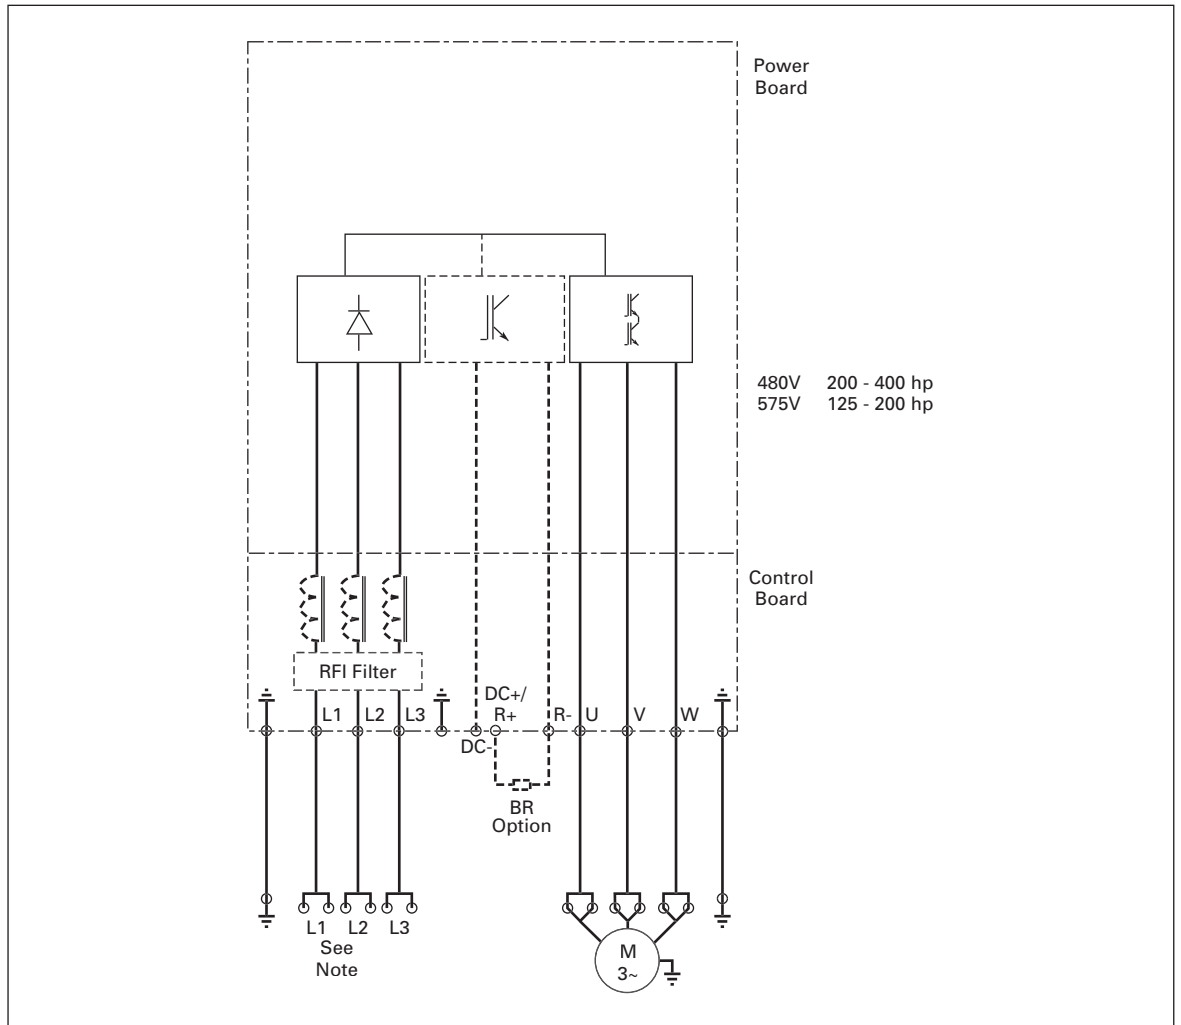 Power
Board
480V 200 - 400 hp
575V 125 - 200 hp
Control
Board
RFI Filter
L1 L2 L3
DC+/
R+
R- U V W
DC-
BR
Option
L1 L2 L3
See
Note
M
3~